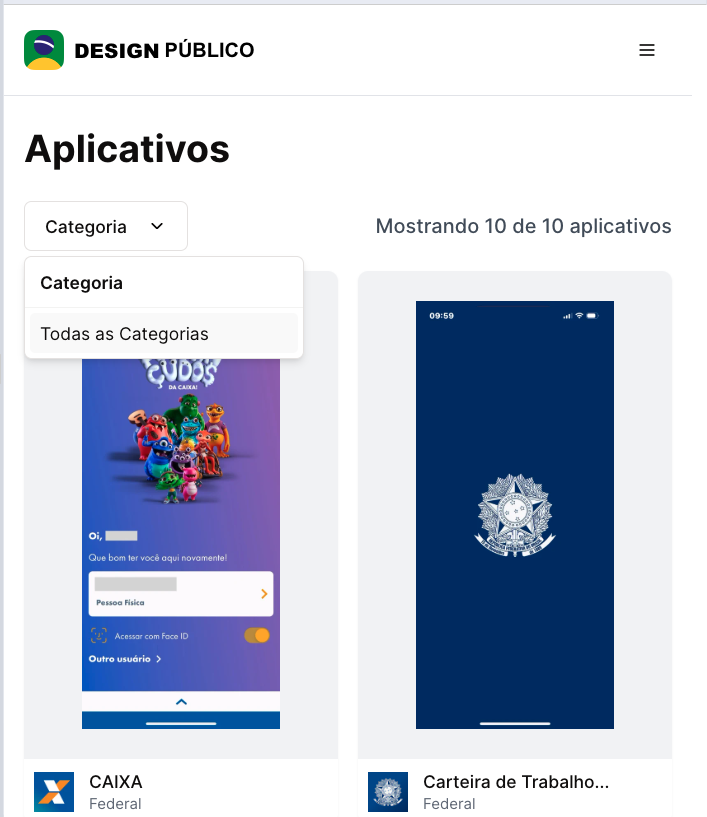 DESIGN PÚBLICO
Aplicativos
Categoria
Mostrando 10 de 10 aplicativos
Categoria
Todas as Categorias
ÇUDOS
DA CAIXA!
Oi,
Que bom ter você aqui novamente!
Pessoa Física
Acessar com Face ID
Outro usuário
09:59
CAIXA
Federal
Carteira de Trabalho...
Federal